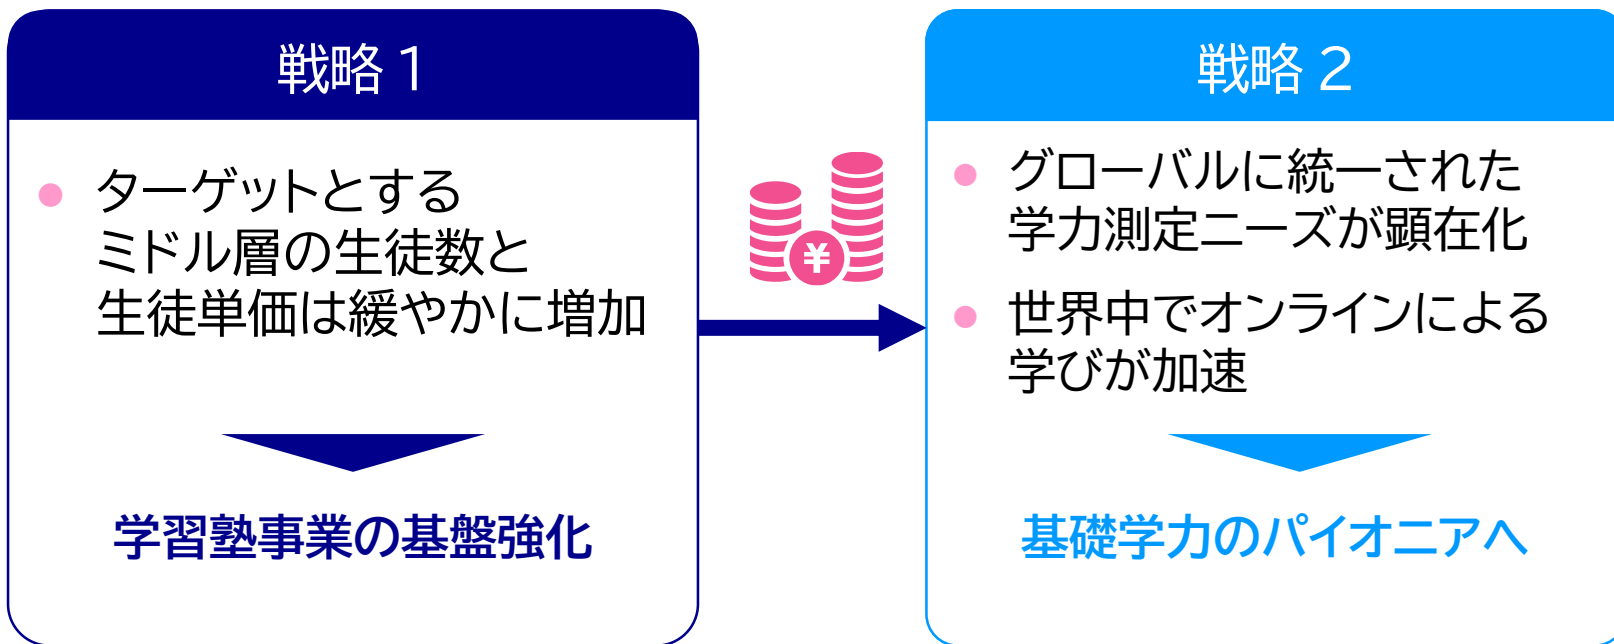 戦略1
ターゲットとする
ミドル層の生徒数と
生徒単価は緩やかに増加
学習塾事業の基盤強化
¥
戦略2
グローバルに統一された
学力測定ニーズが顕在化
世界中でオンラインによる
学びが加速
基礎学力のパイオニアへ